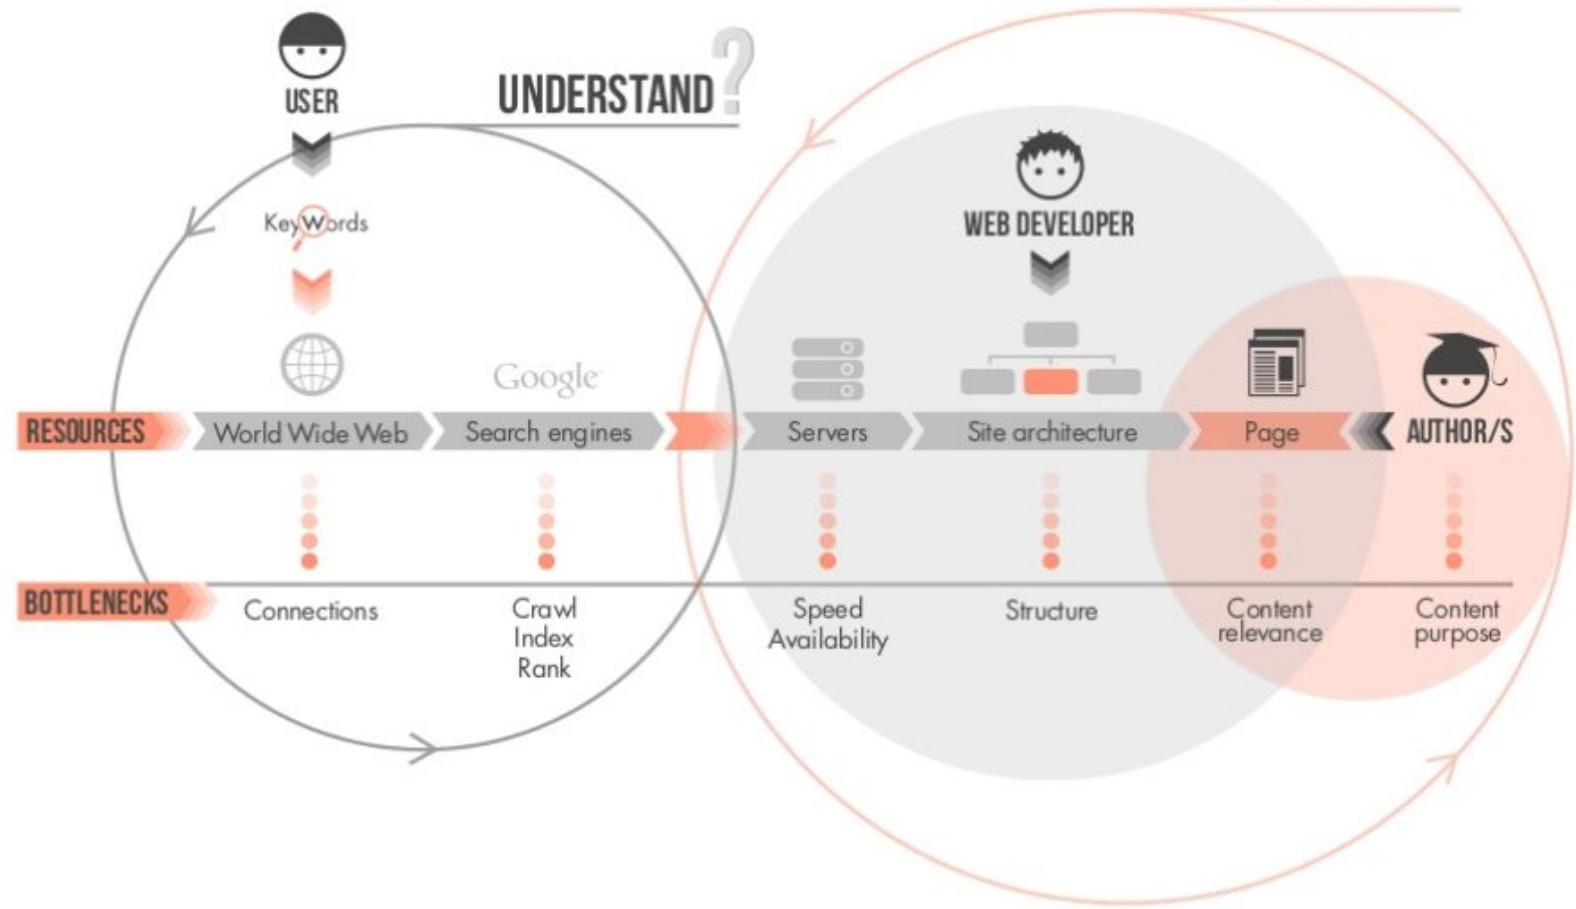 USER
UNDERSTAND?
KeyWords
WEB DEVELOPER
Google
RESOURCES
World Wide Web
Search engines
Servers
Site architecture
Page
AUTHOR/S
BOTTLENECKS
Connections
Crawl
Index
Rank
Speed
Availability
Structure
Content
relevance
Content
purpose